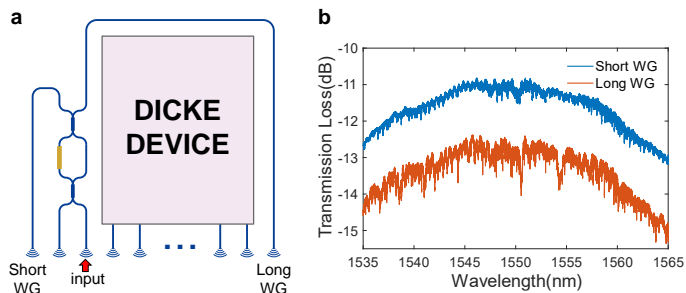 a
DICKE
DEVICE
Short
WG
input
Long
WG
b
Transmission Loss(dB)
-10
-11
-12
-13
-14
-15
Short WG
Long WG
1535
1540
1545
1550
1555
1560
1565
Wavelength(nm)